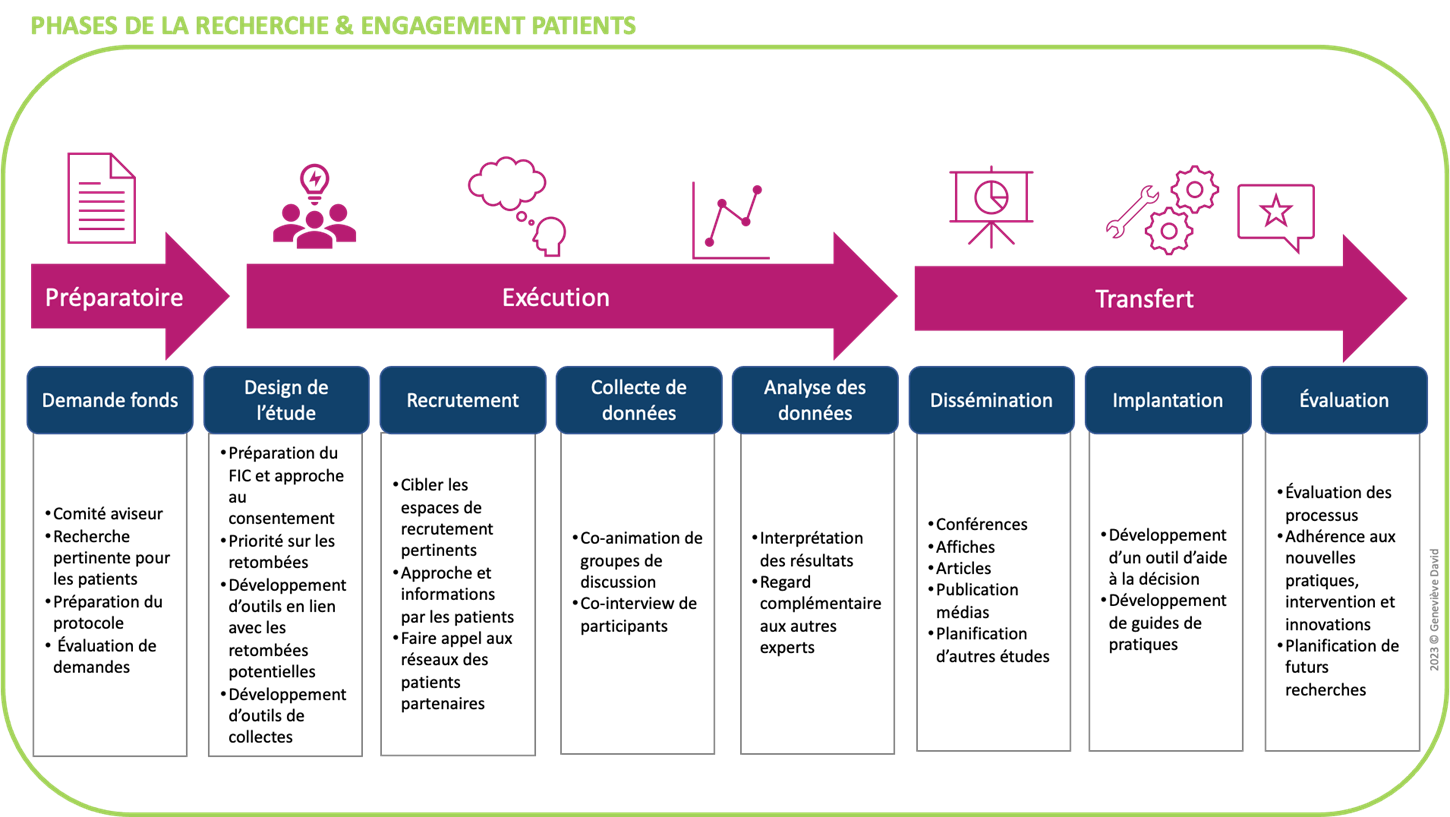 PHASES DE LA RECHERCHE & ENGAGEMENT PATIENTS
Préparatoire
Exécution
Transfert
Demande fonds
• Comité aviseur
• Recherche
pertinente pour
les patients
• Préparation du
protocole
• Évaluation de
demandes
Design de
l’étude
• Préparation du
FIC et approche
au
consentement
• Priorité sur les
retombées
• Développement
d’outils en lien
avec les
retombées
potentielles
• Développement
d’outils de
collectes
Recrutement
• Cibler les
espaces de
recrutement
pertinents
• Approche et
informations
par les patients
• Faire appel aux
réseaux des
patients
partenaires
Collecte de
données
• Co-animation de
groupes de
discussion
• Co-interview de
participants
Analyse des
données
• Interprétation
des résultats
• Regard
complémentaire
aux autres
experts
Dissémination
• Conférences
• Affiches
• Articles
• Publication
médias
• Planification
d’autres études
Implantation
• Développement
d’un outil d’aide
à la décision
• Développement
de guides de
pratiques
Évaluation
• Évaluation des
processus
• Adhérence aux
nouvelles
pratiques,
intervention et
innovations
• Planification de
futurs
recherches
2023 © Geneviève David